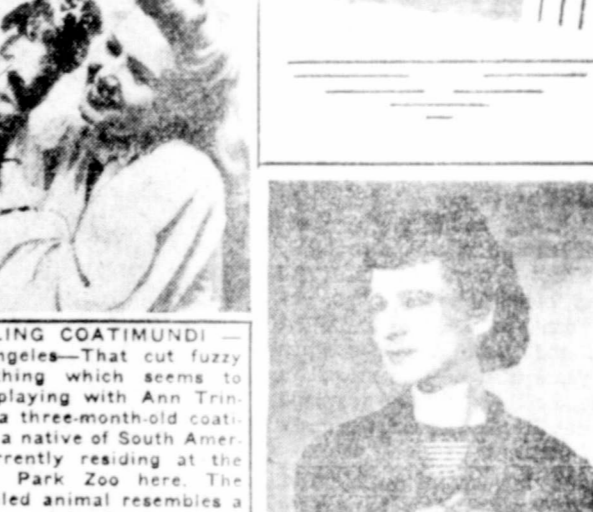 LING COATIMUNDI —
ngeles—That cut fuzzy
thing which seems to
playing with Ann Trin-
a three-month-old coati-
a native of South Amer-
rrently residing at the
Park Zoo here. The
led animal resembles a